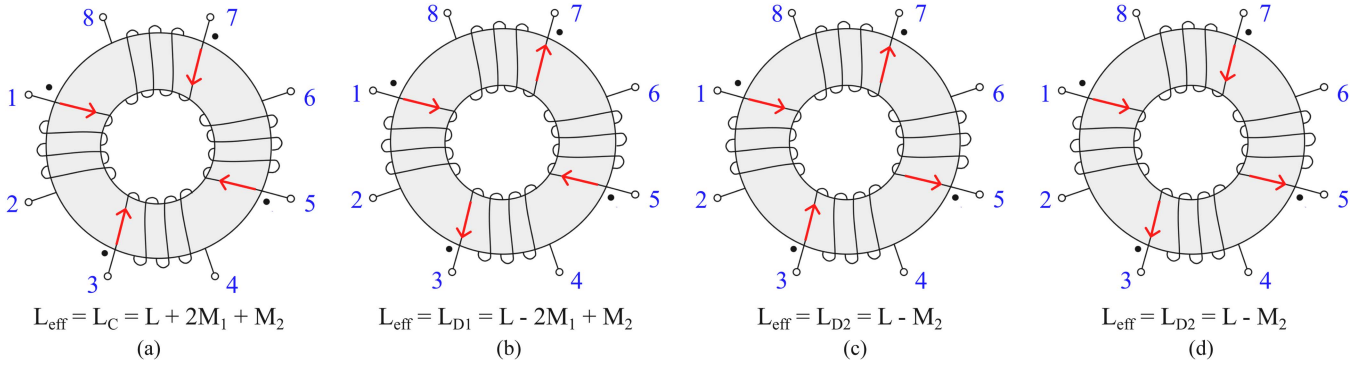 8 7 8 7 8 7 8 7
1 6 1 6 1 6 1 6
2 5 2 5 2 5 2 5
3 4 3 4 3 4 3 4
L_eff = L_C = L + 2M_1 + M_2 L_eff = L_D1 = L - 2M_1 + M_2 L_eff = L_D2 = L - M_2 L_eff = L_D2 = L - M_2
(a) (b) (c) (d)